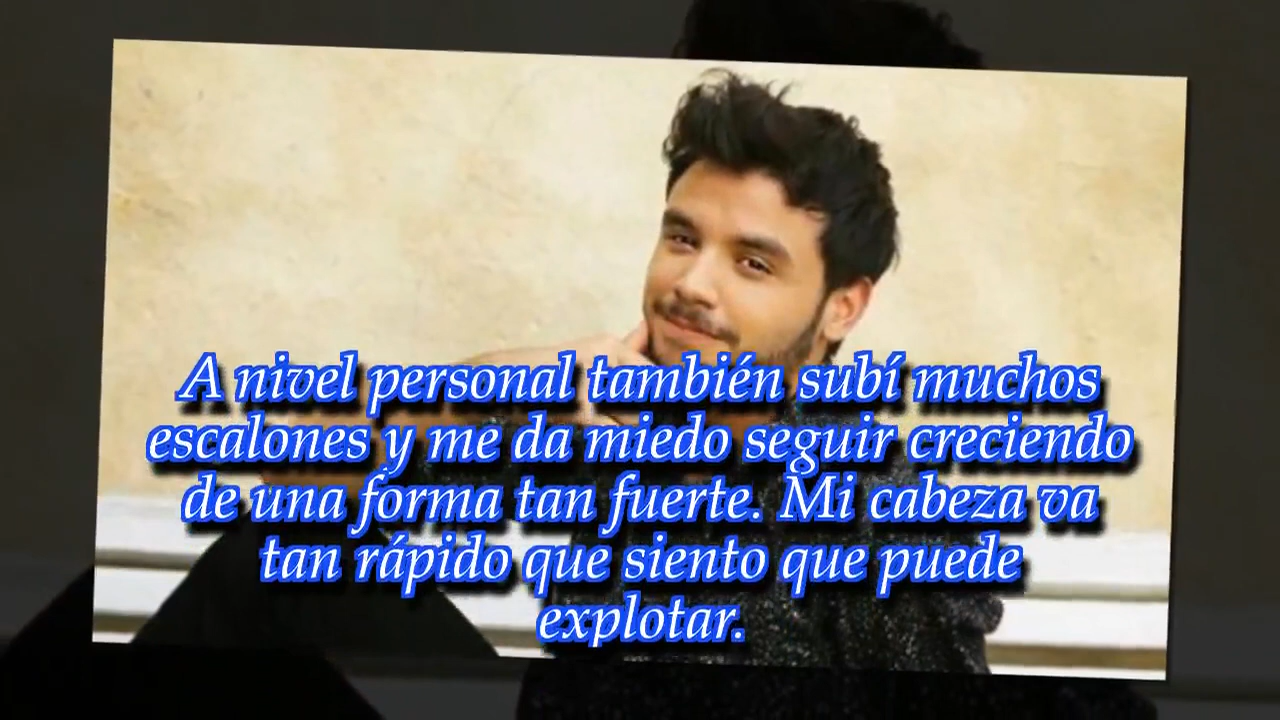 A nivel personal también subí muchos
escalones y me da miedo seguir creciendo
de una forma tan fuerte. Mi cabeza va
tan rápido que siento que puede
explotar.